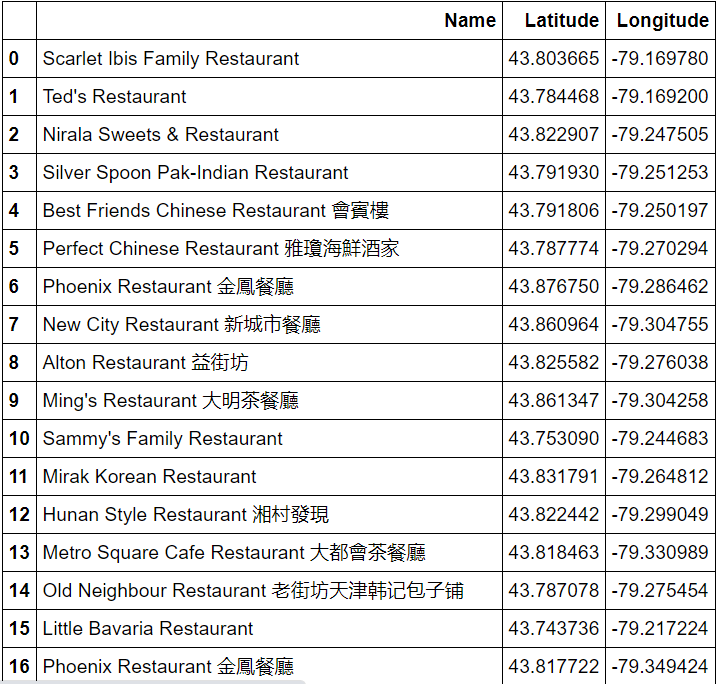 Name Latitude Longitude
0 Scarlet Ibis Family Restaurant 43.803665 -79.169780
1 Ted's Restaurant 43.784468 -79.169200
2 Nirala Sweets & Restaurant 43.822907 -79.247505
3 Silver Spoon Pak-Indian Restaurant 43.791930 -79.251253
4 Best Friends Chinese Restaurant 會賓樓 43.791806 -79.250197
5 Perfect Chinese Restaurant 雅瓊海鮮酒家 43.787774 -79.270294
6 Phoenix Restaurant 金鳳餐廳 43.876750 -79.286462
7 New City Restaurant 新城市餐廳 43.860964 -79.304755
8 Alton Restaurant 益街坊 43.825582 -79.276038
9 Ming's Restaurant 大明茶餐廳 43.861347 -79.304258
10 Sammy's Family Restaurant 43.753090 -79.244683
11 Mirak Korean Restaurant 43.831791 -79.264812
12 Hunan Style Restaurant 湘村發現 43.822442 -79.299049
13 Metro Square Cafe Restaurant 大都會茶餐廳 43.818463 -79.330989
14 Old Neighbour Restaurant 老街坊天津韩记包子铺 43.787078 -79.275454
15 Little Bavaria Restaurant 43.743736 -79.217224
16 Phoenix Restaurant 金鳳餐廳 43.817722 -79.349424